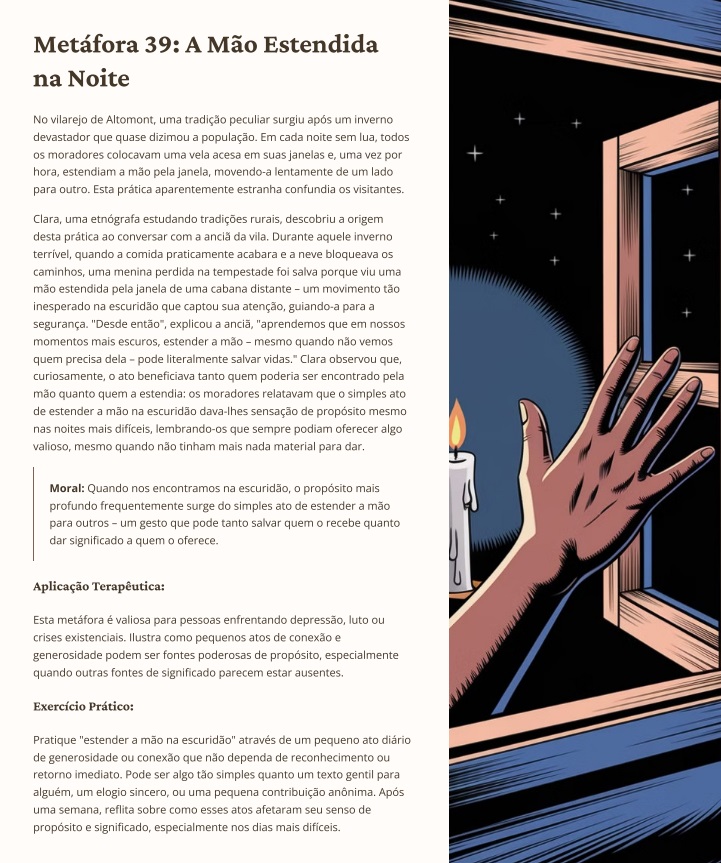 Metáfora 39: A Mão Estendida
na Noite
No vilarejo de Altomont, uma tradição peculiar surgiu após um inverno
devastador que quase dizimou a população. Em cada noite sem lua, todos
os moradores colocavam uma vela acesa em suas janelas e, uma vez por
hora, estendiam a mão pela janela, movendo-a lentamente de um lado
para outro. Esta prática aparentemente estranha confundia os visitantes.
Clara, uma etnógrafa estudando tradições rurais, descobriu a origem
desta prática ao conversar com a anciã da vila. Durante aquele inverno
terrível, quando a comida praticamente acabara e a neve bloqueava os
caminhos, uma menina perdida na tempestade foi salva porque viu uma
mão estendida pela janela de uma cabana distante – um movimento tão
inesperado na escuridão que captou sua atenção, guiando-a para a
segurança. "Desde então", explicou a anciã, "aprendemos que em nossos
momentos mais escuros, estender a mão – mesmo quando não vemos
quem precisa dela – pode literalmente salvar vidas." Clara observou que,
curiosamente, o ato beneficiava tanto quem poderia ser encontrado pela
mão quanto quem a estendia: os moradores relatavam que o simples ato
de estender a mão na escuridão dava-lhes sensação de propósito mesmo
nas noites mais difíceis, lembrando-os que sempre podiam oferecer algo
valioso, mesmo quando não tinham mais nada material para dar.
Moral: Quando nos encontramos na escuridão, o propósito mais
profundo frequentemente surge do simples ato de estender a mão
para outros – um gesto que pode tanto salvar quem o recebe quanto
dar significado a quem o oferece.
Aplicação Terapêutica:
Esta metáfora é valiosa para pessoas enfrentando depressão, luto ou
crises existenciais. Ilustra como pequenos atos de conexão e
generosidade podem ser fontes poderosas de propósito, especialmente
quando outras fontes de significado parecem estar ausentes.
Exercício Prático:
Pratique "estender a mão na escuridão" através de um pequeno ato diário
de generosidade ou conexão que não dependa de reconhecimento ou
retorno imediato. Pode ser algo tão simples quanto um texto gentil para
alguém, um elogio sincero, ou uma pequena contribuição anônima. Após
uma semana, reflita sobre como esses atos afetaram seu senso de
propósito e significado, especialmente nos dias mais difíceis.